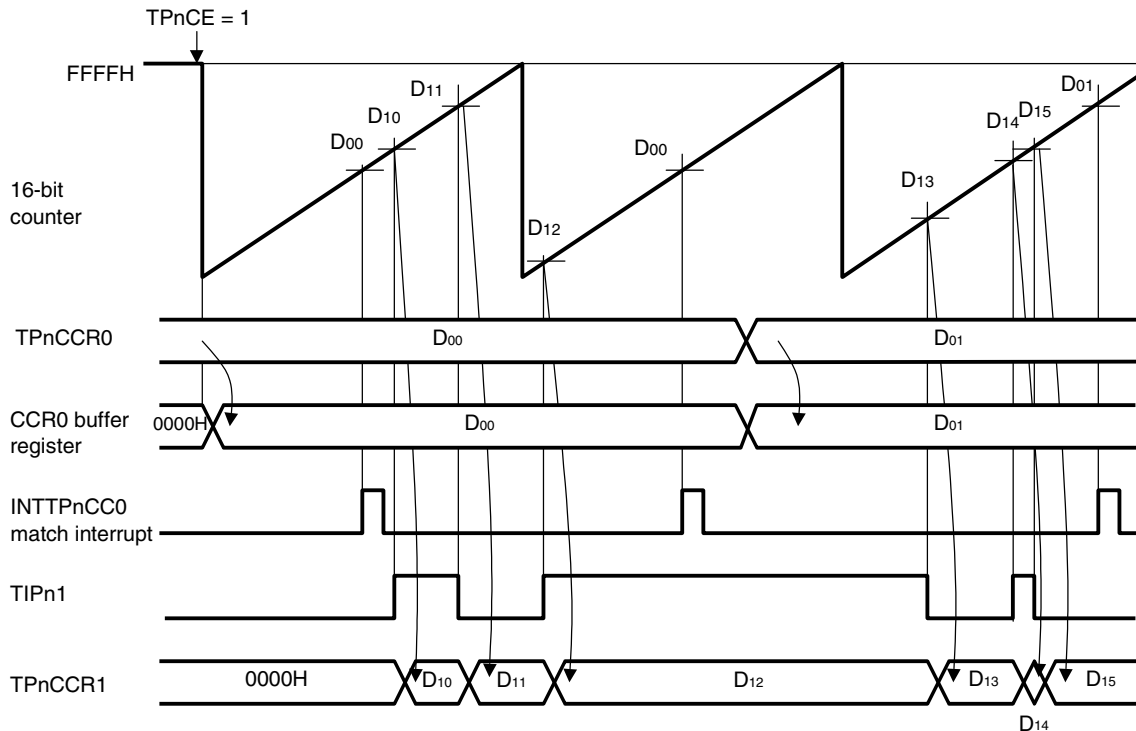 TPnCE = 1
FFFFH
D11
D01
D10
D14
D15
D00
D00
D13
16-bit
counter
D12
TPnCCR0
D00
D01
CCR0 buffer
register
0000H
D00
D01
INTTPnCC0
match interrupt
TIPn1
TPnCCR1
0000H
D10
D11
D12
D13
D15
D14